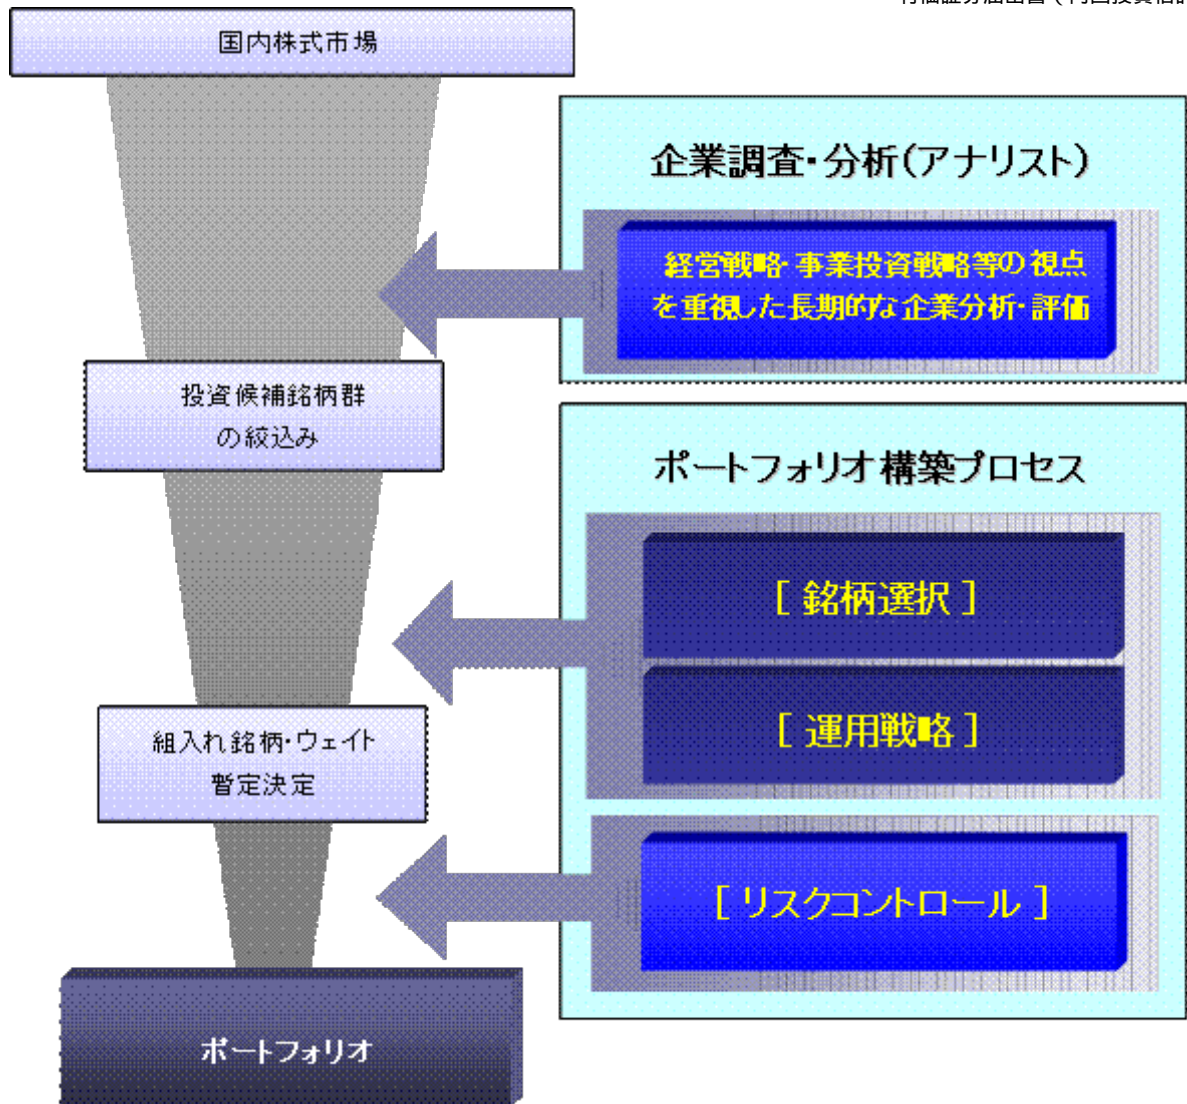 国内株式市場
企業調査・分析(アナリスト)
経営戦略・事業投資戦略等の視点
を重視した長期的な企業分析・評価
投資候補銘柄群
の絞込み
ポートフォリオ構築プロセス
[ 銘柄選択 ]
[ 運用戦略 ]
組入れ銘柄・ウェイト
暫定決定
[ リスクコントロール ]
ポートフォリオ